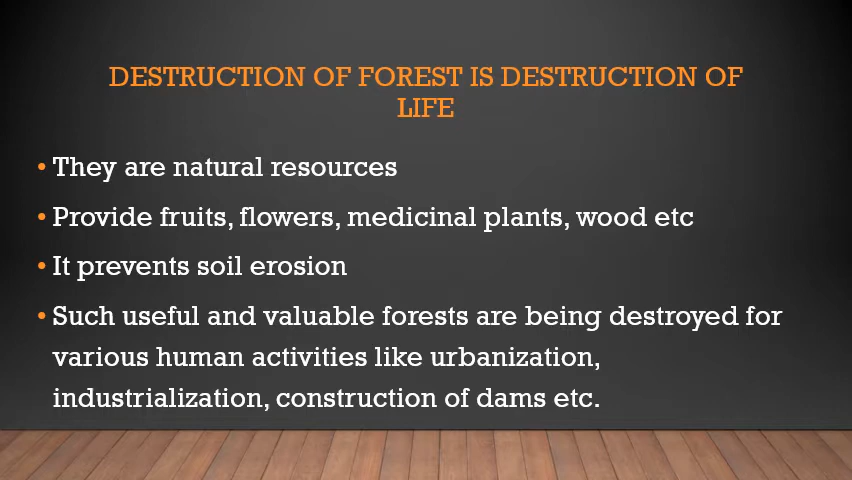 DESTRUCTION OF FOREST IS DESTRUCTION OF
LIFE
• They are natural resources
• Provide fruits, flowers, medicinal plants, wood etc
• It prevents soil erosion
• Such useful and valuable forests are being destroyed for
various human activities like urbanization,
industrialization, construction of dams etc.